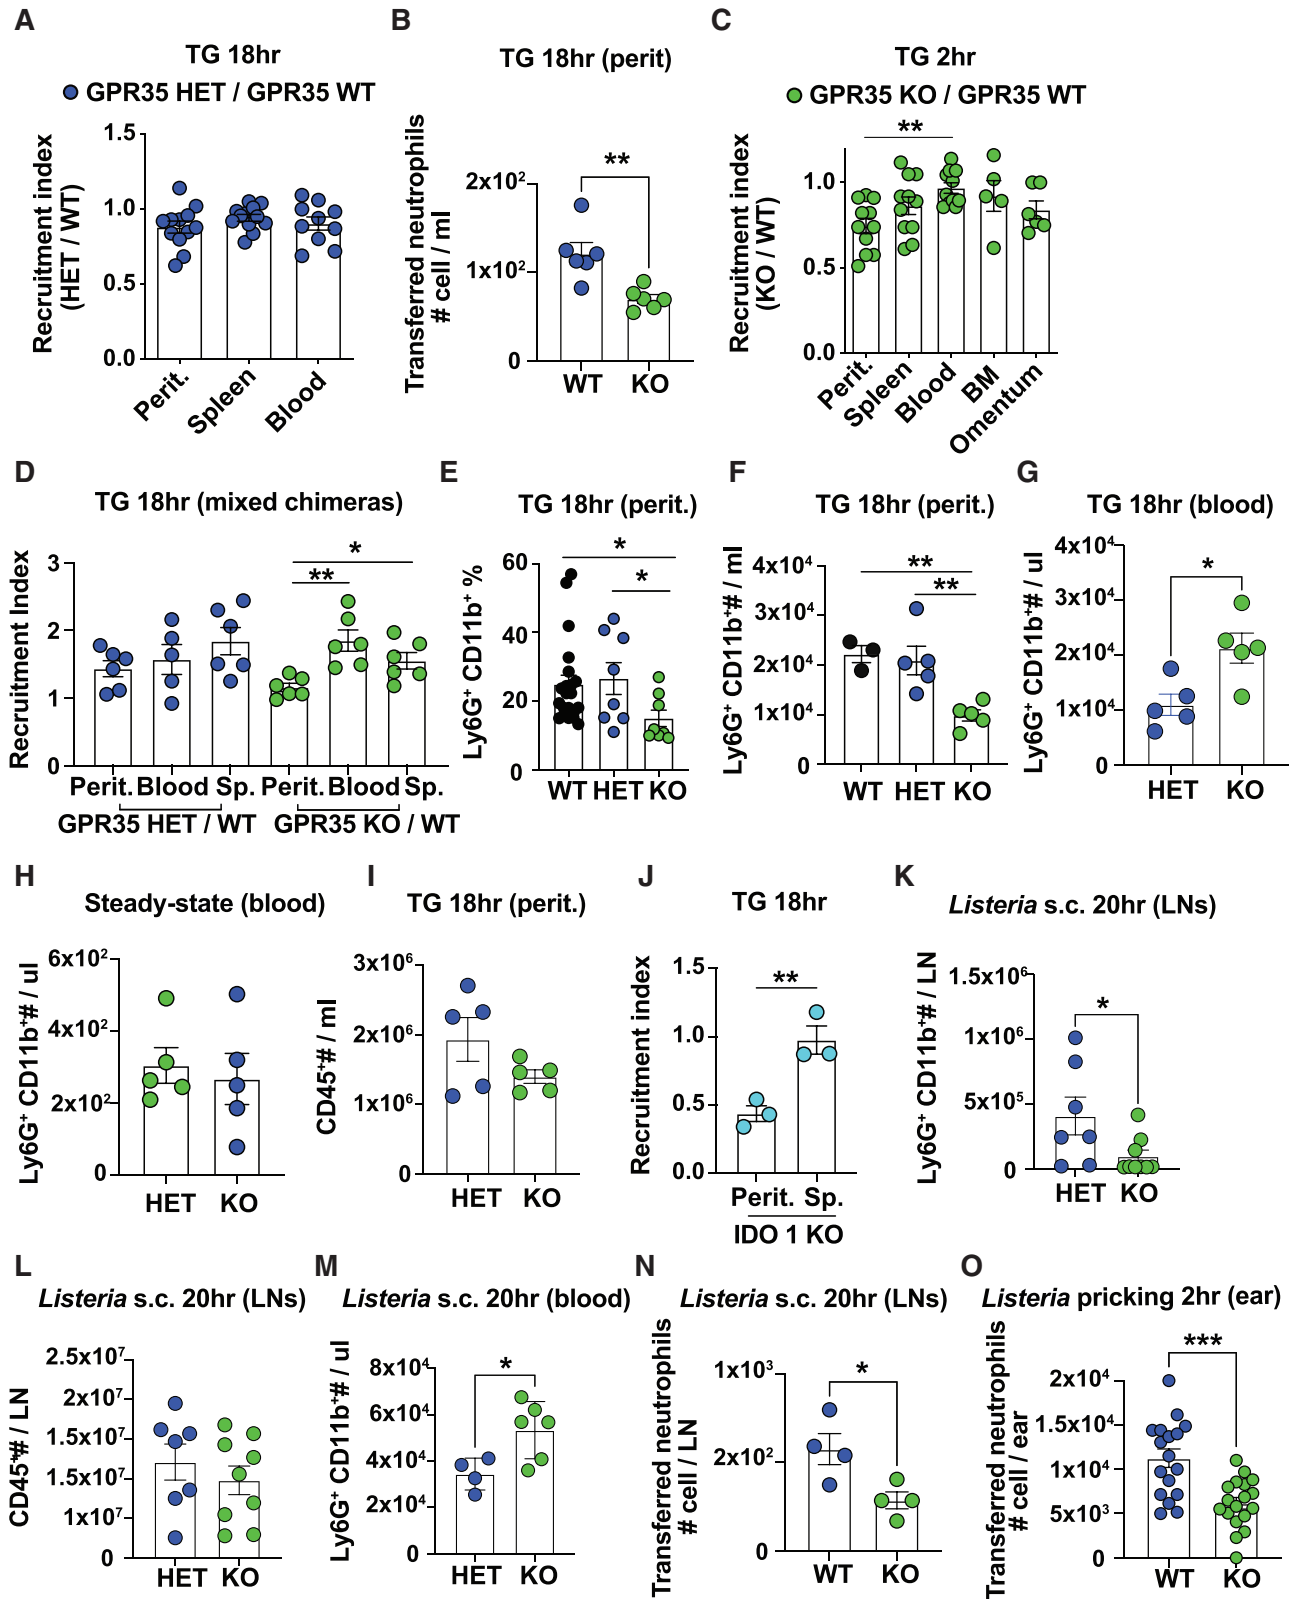 A
TG 18hr
GPR35 HET / GPR35 WT
Recruitment index
(HET / WT)
1.5
1.0
0.5
0.0
Perit.
Spleen
Blood
B
TG 18hr (perit)
Transferred neutrophils
# cell / ml
**
2x10²
1x10²
0
WT
KO
C
TG 2hr
GPR35 KO / GPR35 WT
Recruitment index
(KO / WT)
**
1.0
0.5
0.0
Perit.
Spleen
Blood
BM
Omentum
D
TG 18hr (mixed chimeras)
Recruitment Index
*
**
3
2
1
0
Perit. Blood Sp. Perit. Blood Sp.
GPR35 HET / WT
GPR35 KO / WT
E
TG 18hr (perit.)
Ly6G⁺ CD11b⁺ %
*
*
60
40
20
0
WT HET KO
F
TG 18hr (perit.)
Ly6G⁺ CD11b⁺# / ml
**
**
4x10⁴
3x10⁴
2x10⁴
1x10⁴
0
WT HET KO
G
TG 18hr (blood)
Ly6G⁺ CD11b⁺# / ul
*
4x10⁴
3x10⁴
2x10⁴
1x10⁴
0
HET KO
H
Steady-state (blood)
Ly6G⁺ CD11b⁺# / ul
6x10²
4x10²
2x10²
0
HET KO
I
TG 18hr (perit.)
CD45⁺# / ml
3x10⁶
2x10⁶
1x10⁶
0
HET KO
J
TG 18hr
Recruitment index
**
1.5
1.0
0.5
0.0
Perit. Sp.
IDO 1 KO
K
Listeria s.c. 20hr (LNs)
Ly6G⁺ CD11b⁺# / LN
*
1.5x10⁶
1x10⁶
5x10⁵
0
HET KO
L
Listeria s.c. 20hr (LNs)
CD45⁺# / LN
2.5x10⁷
2x10⁷
1.5x10⁷
1.5x10⁷
1x10⁷
0
HET KO
M
Listeria s.c. 20hr (blood)
Ly6G⁺ CD11b⁺# / ul
*
8x10⁴
6x10⁴
4x10⁴
2x10⁴
0
HET KO
N
Listeria s.c. 20hr (LNs)
Transferred neutrophils
# cell / LN
*
1x10³
2x10²
0
WT KO
O
Listeria pricking 2hr (ear)
Transferred neutrophils
# cell / ear
***
2x10⁴
1.5x10⁴
1x10⁴
5x10³
0
WT KO